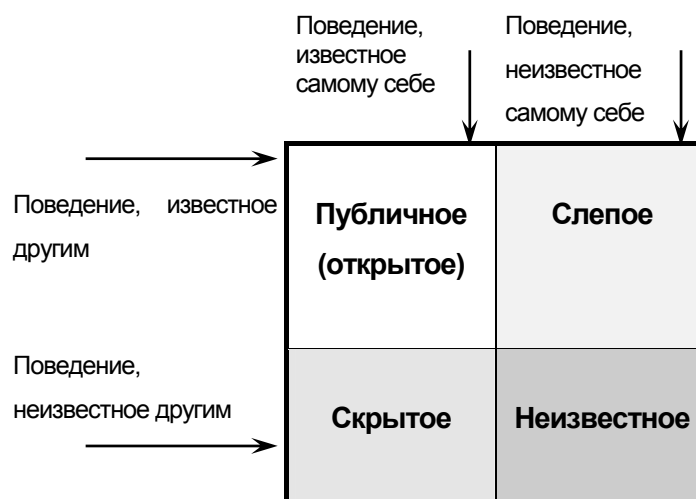 Поведение,
известное
самому себе
Поведение,
неизвестное
самому себе
Поведение, известное
другим
Публичное
(открытое)
Слепое
Поведение,
неизвестное другим
Скрытое
Неизвестное